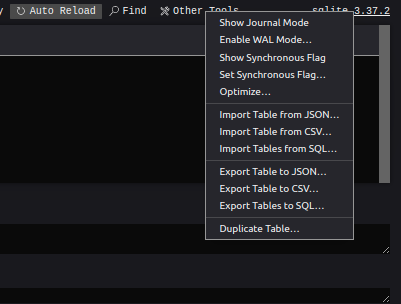 Auto Reload Find Other Tools sqlite 3.37.2
Show Journal Mode
Enable WAL Mode...
Show Synchronous Flag
Set Synchronous Flag...
Optimize...
Import Table from JSON...
Import Table from CSV...
Import Tables from SQL...
Export Table to JSON...
Export Table to CSV...
Export Tables to SQL...
Duplicate Table...